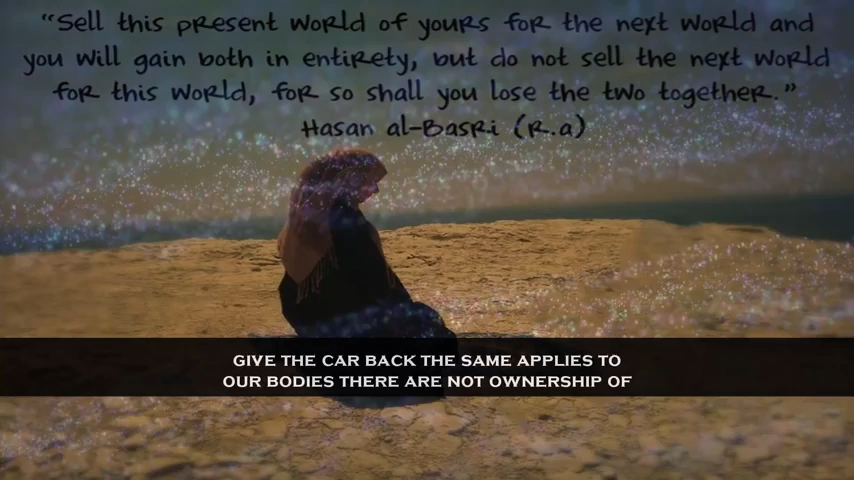 “Sell this present world of yours for the next world and
you will gain both in entirety, but do not sell the next world
for this world, for so shall you lose the two together.”
Hasan al-Basri (R.a)
GIVE THE CAR BACK THE SAME APPLIES TO
OUR BODIES THERE ARE NOT OWNERSHIP OF